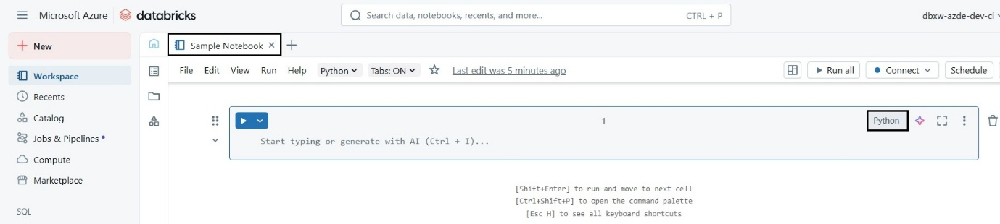 Microsoft Azure databricks Search data, notebooks, recents, and more... CTRL + P dbxw-azde-dev-ci
New
Workspace
Recents
Catalog
Jobs & Pipelines
Compute
Marketplace
SQL
Sample Notebook
File Edit View Run Help Python Tabs: ON Last edit was 5 minutes ago Run all Connect Schedule
1 Python
Start typing or generate with AI (Ctrl + I)...
[Shift+Enter] to run and move to next cell
[Ctrl+Shift+P] to open the command palette
[Esc H] to see all keyboard shortcuts